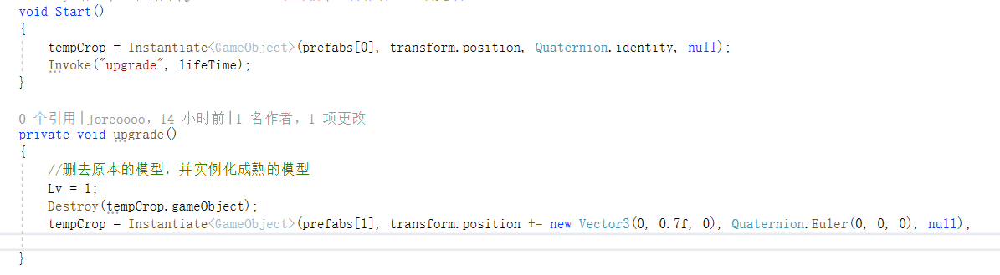 void Start()
{
tempCrop = Instantiate<GameObject>(prefabs[0], transform.position, Quaternion.identity, null);
Invoke("upgrade", lifeTime);
}
0 个引用|Joreoooo，14 小时前|1 名作者，1 项更改
private void upgrade()
{
//删去原本的模型，并实例化成熟的模型
Lv = 1;
Destroy(tempCrop.gameObject);
tempCrop = Instantiate<GameObject>(prefabs[1], transform.position += new Vector3(0, 0.7f, 0), Quaternion.Euler(0, 0, 0), null);
}